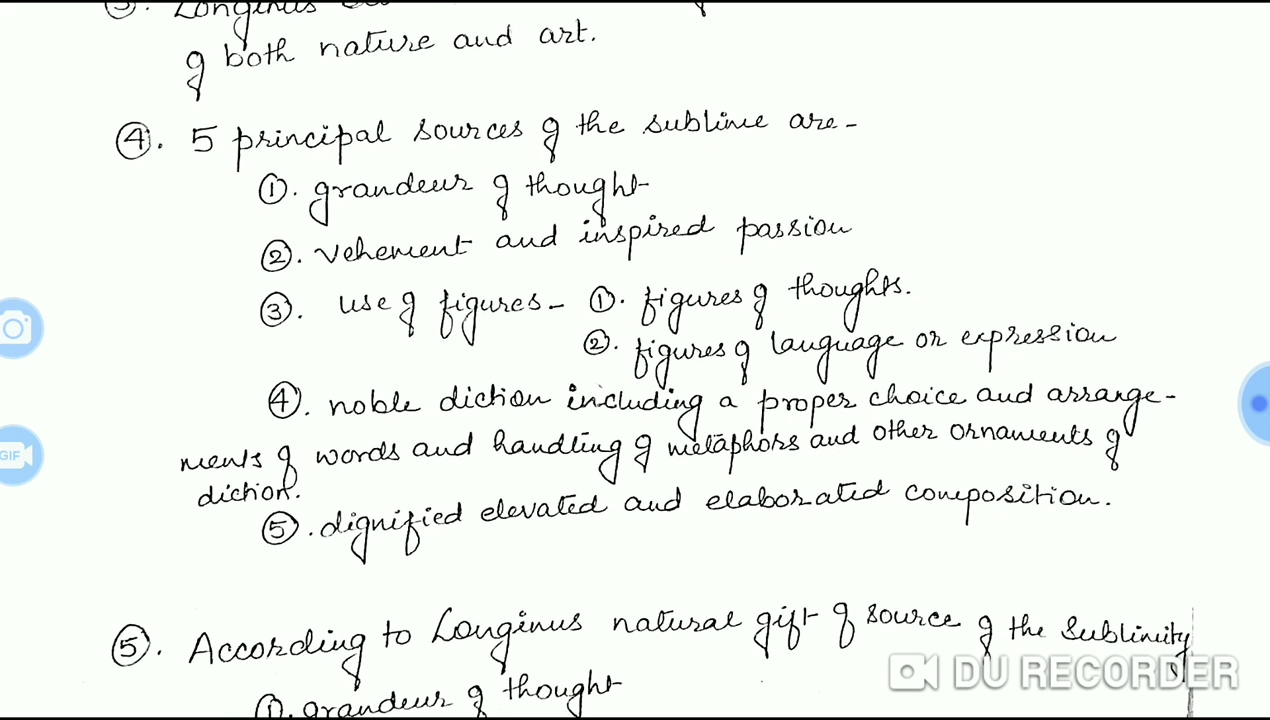 ③. Longinus
of both nature and art.
④. 5 principal sources of the sublime are-
①. grandeur of thought
②. vehement and inspired passion
③. use of figures- ①. figures of thoughts.
②. figures of language or expression
④. noble diction including a proper choice and arrange-
ments of words and handling of metaphors and other ornaments of
diction.
⑤. dignified elevated and elaborated composition.
⑤. According to Longinus natural gift of source of the Sublimity
①. grandeur of thought
GIF
DU RECORDER